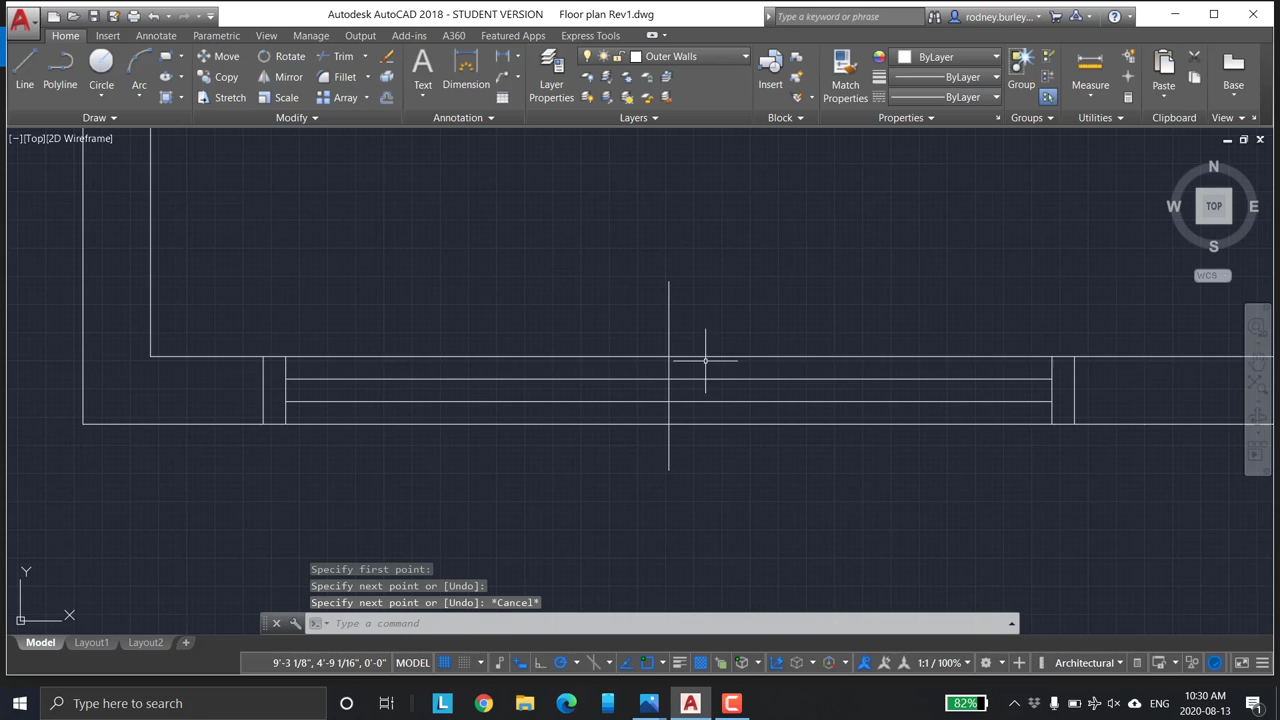 Autodesk AutoCAD 2018 - STUDENT VERSION Floor plan Rev1.dwg
Type a keyword or phrase
rodney.burley...
Home Insert Annotate Parametric View Manage Output Add-ins A360 Featured Apps Express Tools
Line Polyline Circle Arc
Move Rotate Trim
Copy Mirror Fillet
Stretch Scale Array
Text Dimension
Layer Properties
Outer Walls
Insert
Match Properties
ByLayer
ByLayer
ByLayer
Group
Measure
Paste
Base
Draw Modify Annotation Layers Block Properties Groups Utilities Clipboard View
[−][Top][2D Wireframe]
N
W TOP E
S
WCS
Specify first point:
Specify next point or [Undo]:
Specify next point or [Undo]: *Cancel*
Type a command
Y
X
Model Layout1 Layout2 +
9'-3 1/8", 4'-9 1/16", 0'-0" MODEL 1:1 / 100% Architectural
Type here to search
L
A
82%
ENG
10:30 AM
2020-08-13
1